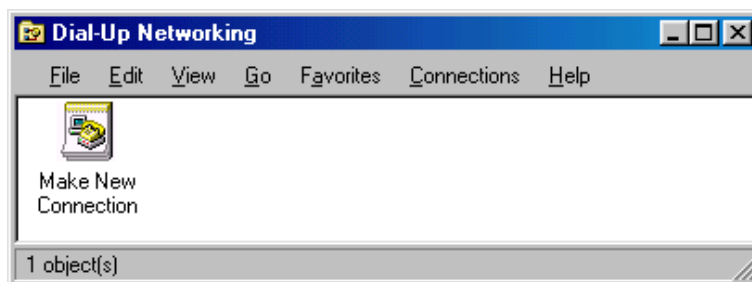 Dial-Up Networking
File Edit View Go Favorites Connections Help
Make New
Connection
1 object(s)